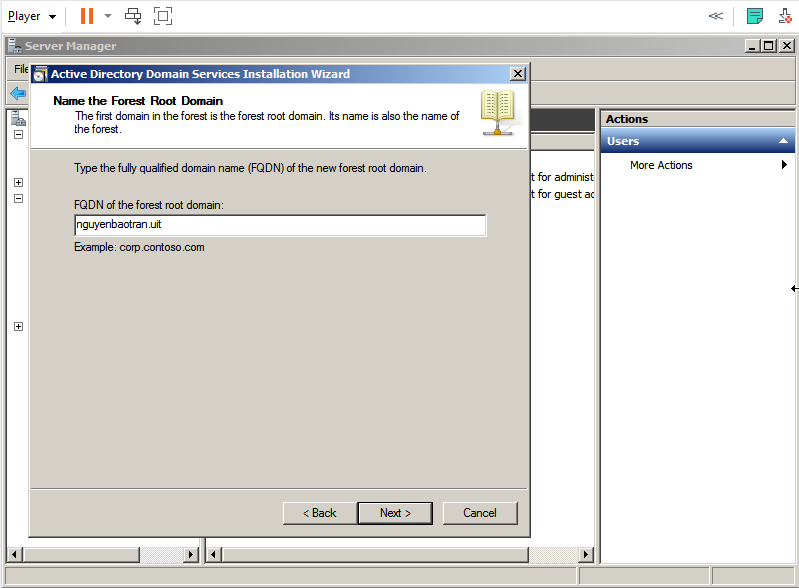 Player
Server Manager
File
Active Directory Domain Services Installation Wizard
Name the Forest Root Domain
The first domain in the forest is the forest root domain. Its name is also the name of
the forest.
Type the fully qualified domain name (FQDN) of the new forest root domain.
FQDN of the forest root domain:
nguyenbaotran.uit
Example: corp.contoso.com
< Back
Next >
Cancel
t for administ
t for guest ac
Actions
Users
More Actions